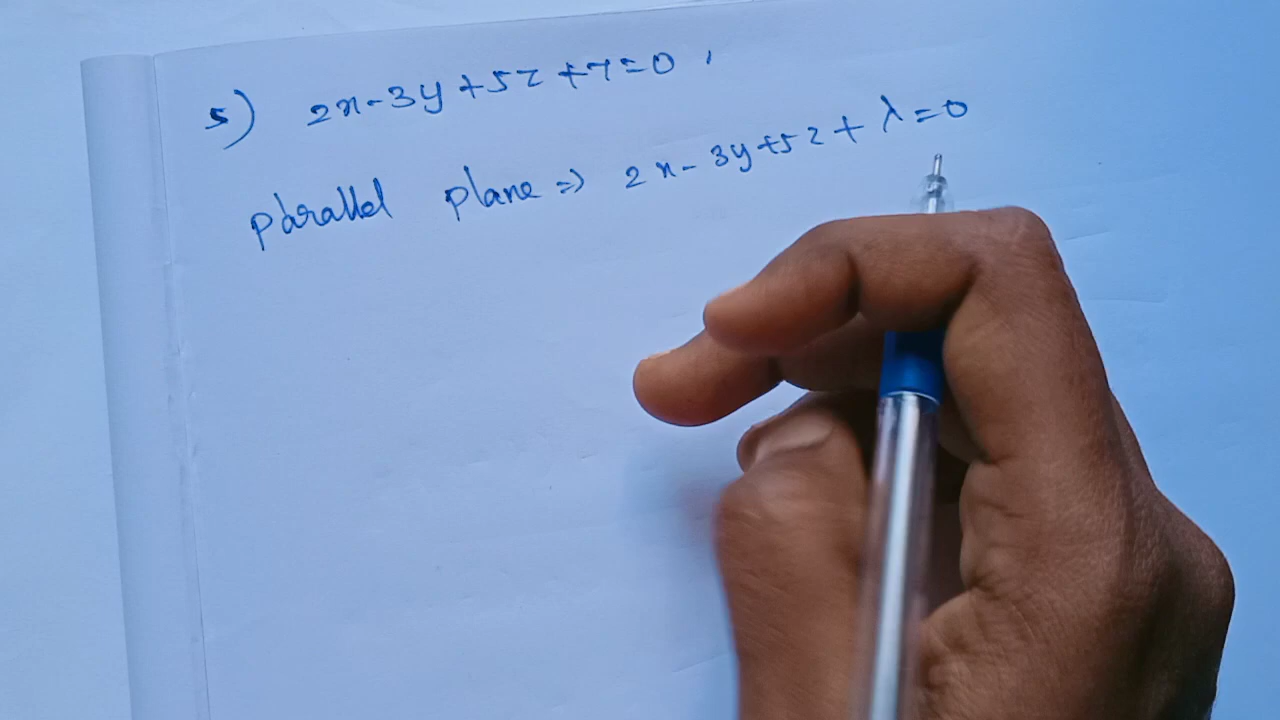 5) 2x-3y+5z+7=0,
parallel plane => 2x-3y+5z+λ=0